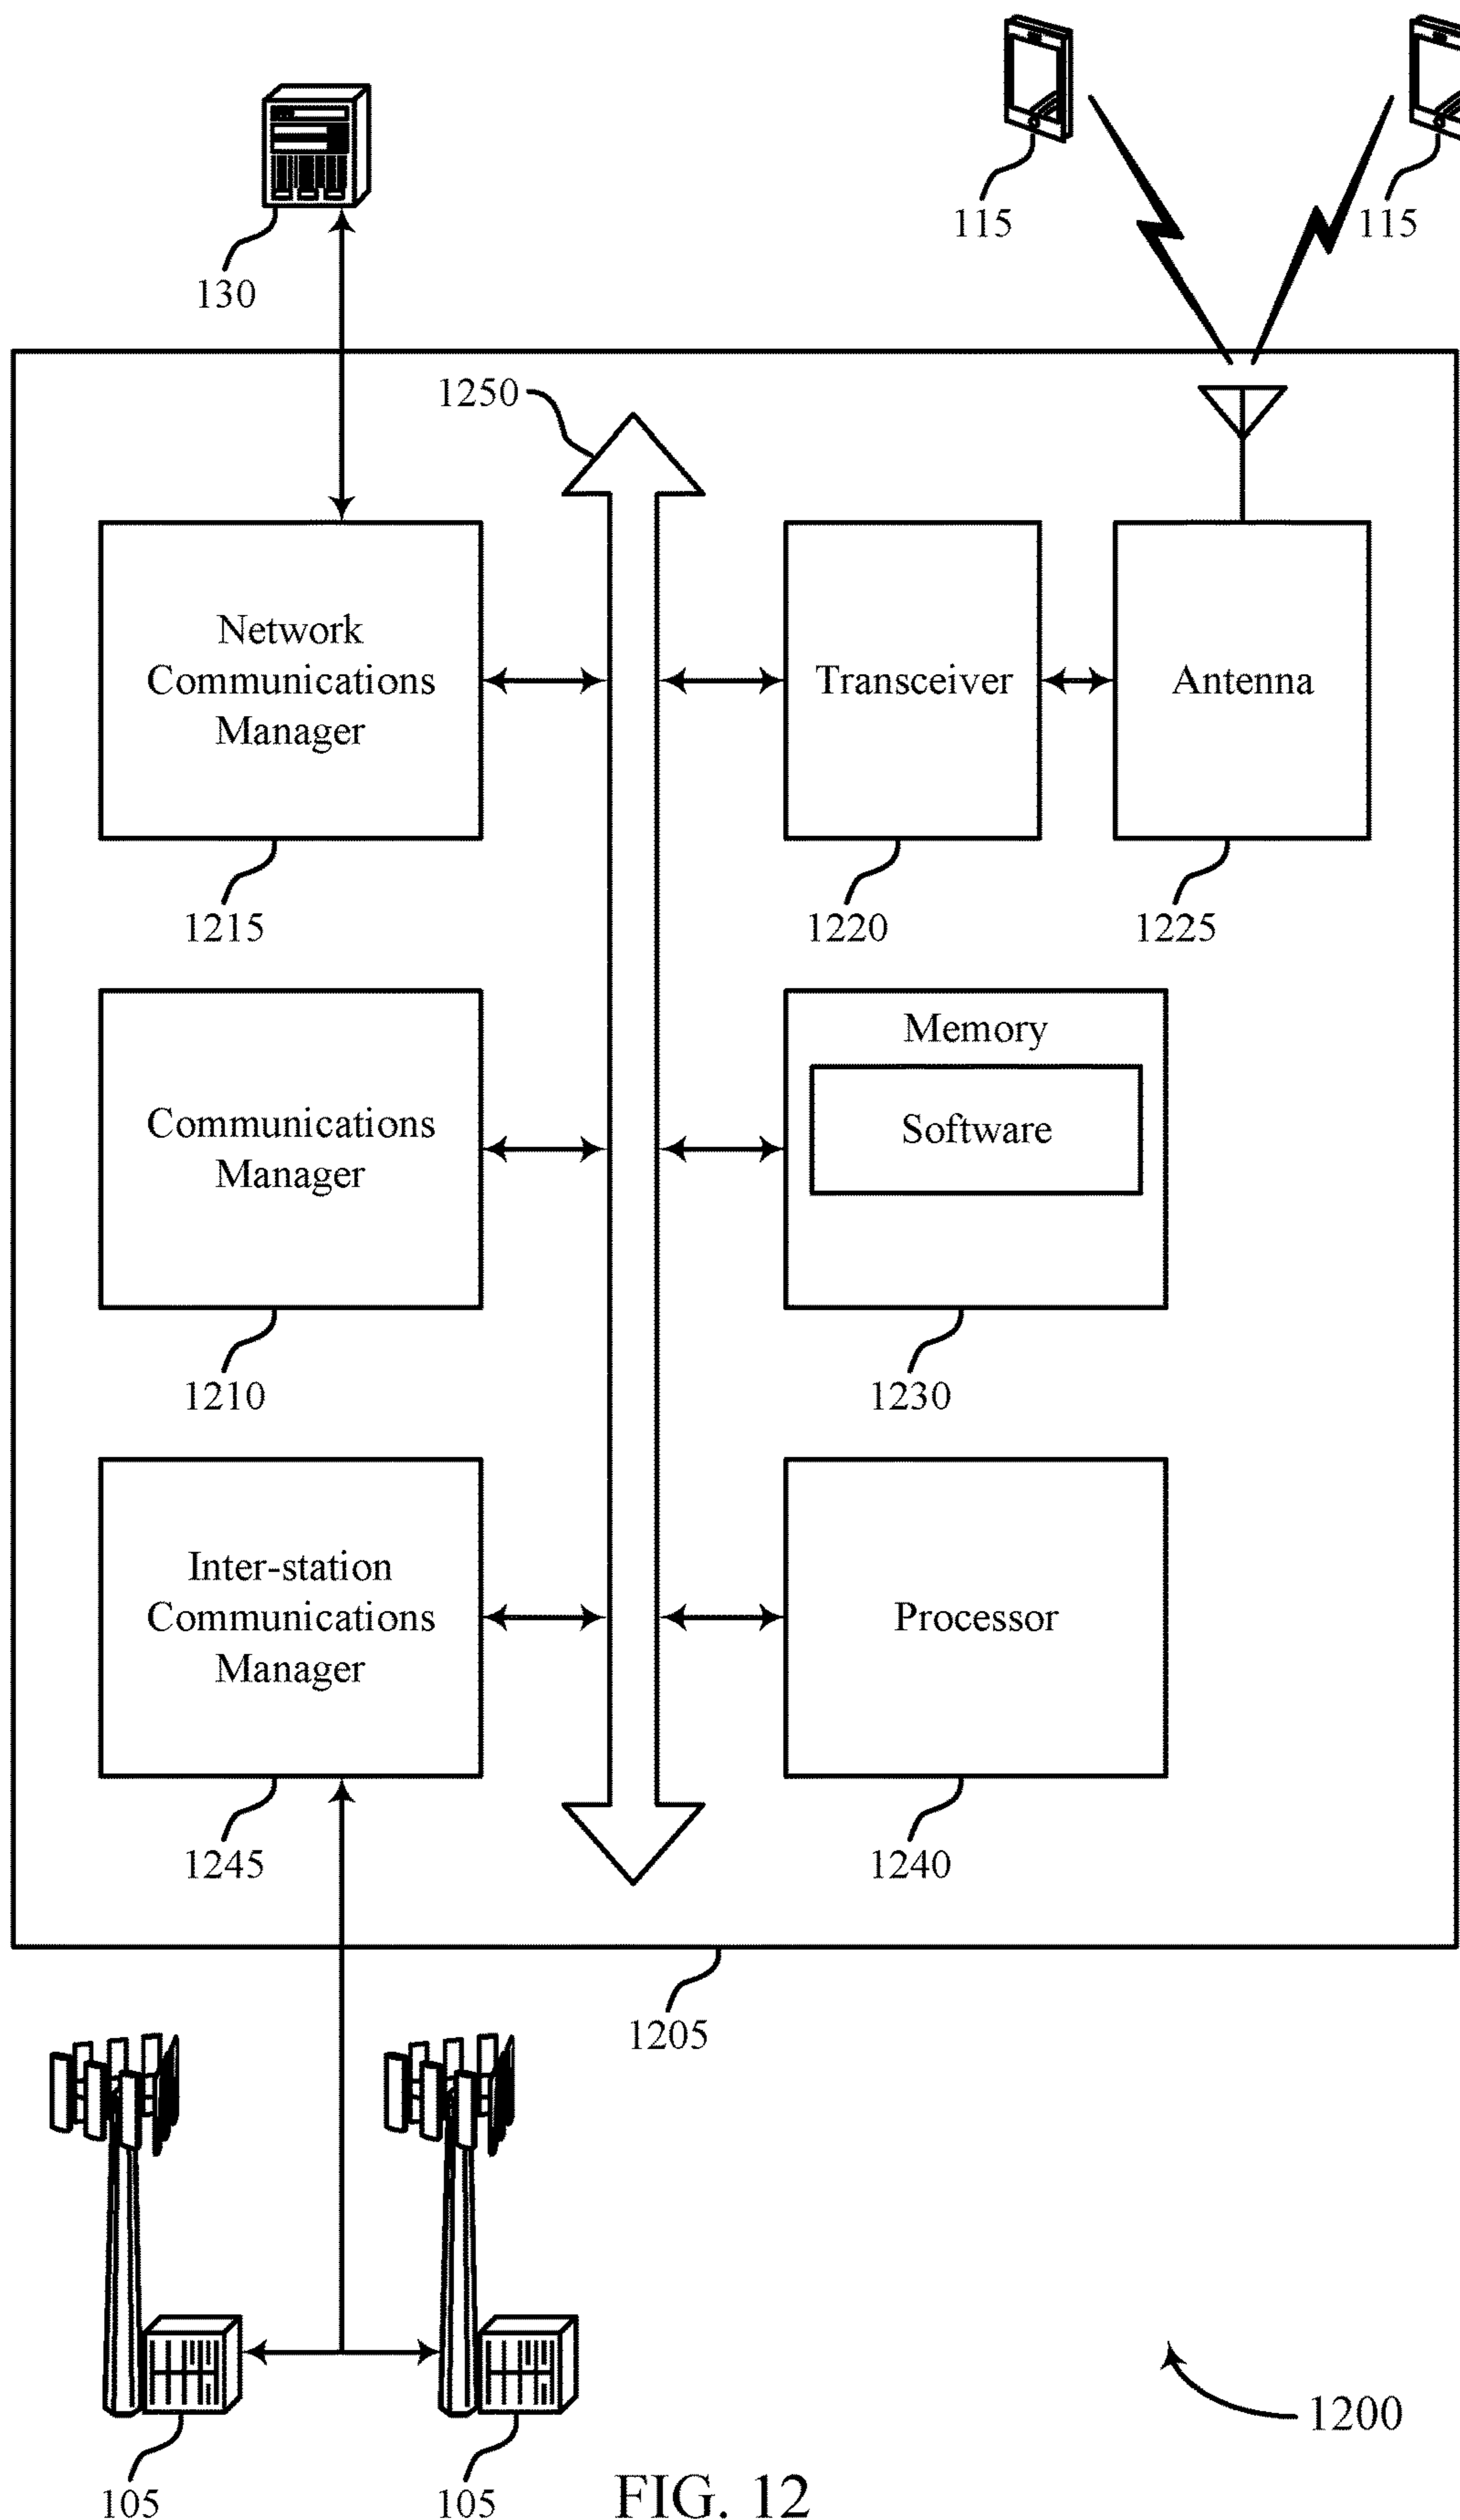 115
115
130
1250
Network
Communications
Manager
Transceiver
Antenna
1215
1220
1225
Communications
Manager
Memory
Software
1210
1230
Inter-station
Communications
Manager
Processor
1245
1240
1205
1200
105
105
FIG. 12